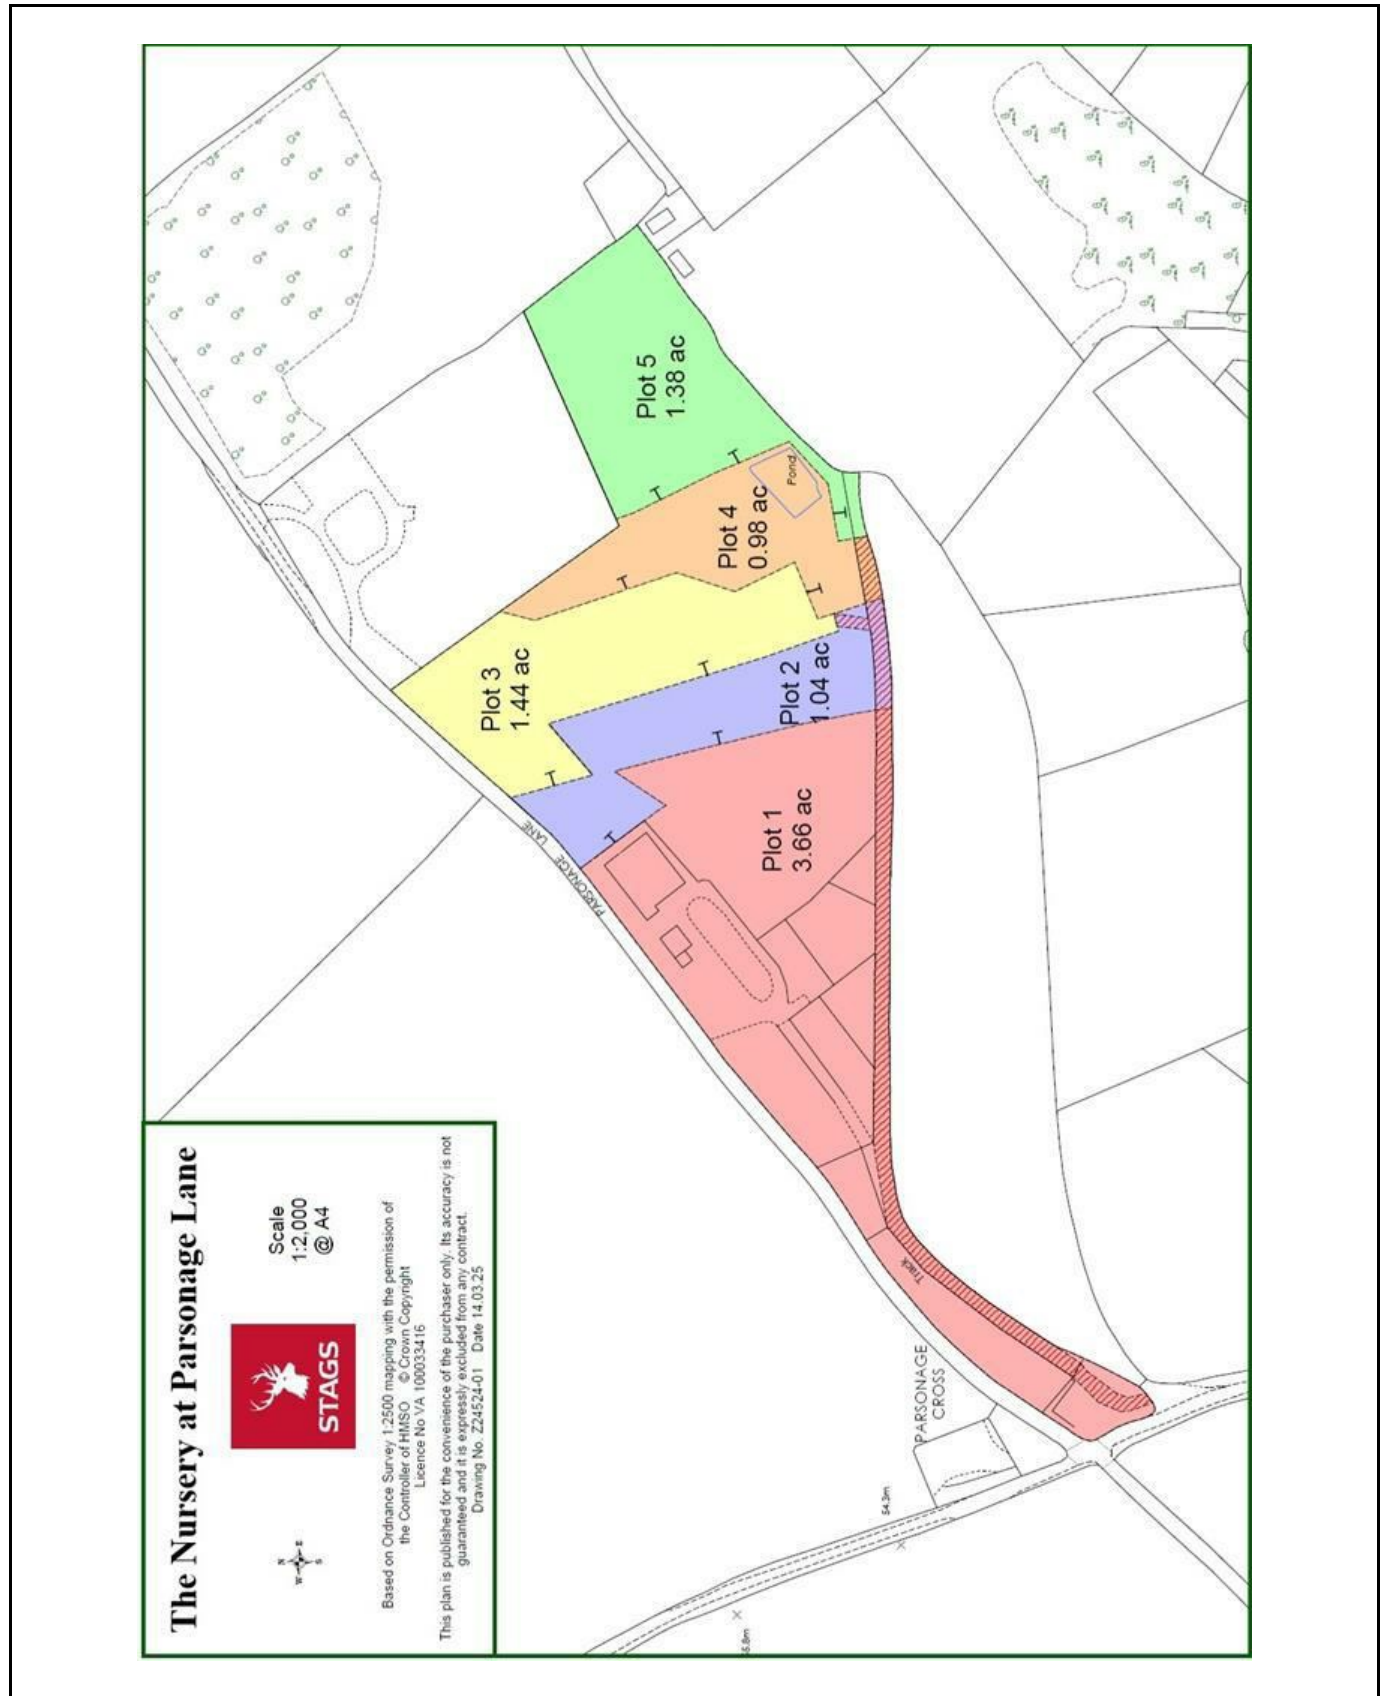 The Nursery at Parsonage Lane
STAGS
Scale
1:2,000
@ A4
N
W
E
S
Based on Ordnance Survey 1:2500 mapping with the permission of
the Controller of HMSO © Crown Copyright
Licence No VA 100033416
This plan is published for the convenience of the purchaser only. Its accuracy is not
guaranteed and it is expressly excluded from any contract.
Drawing No. Z24524-01 Date 14.03.25
Plot 1
3.66 ac
Plot 2
1.04 ac
Plot 3
1.44 ac
Plot 4
0.98 ac
Plot 5
1.38 ac
Pond
PARSONAGE LANE
Track
PARSONAGE
CROSS
54.3m